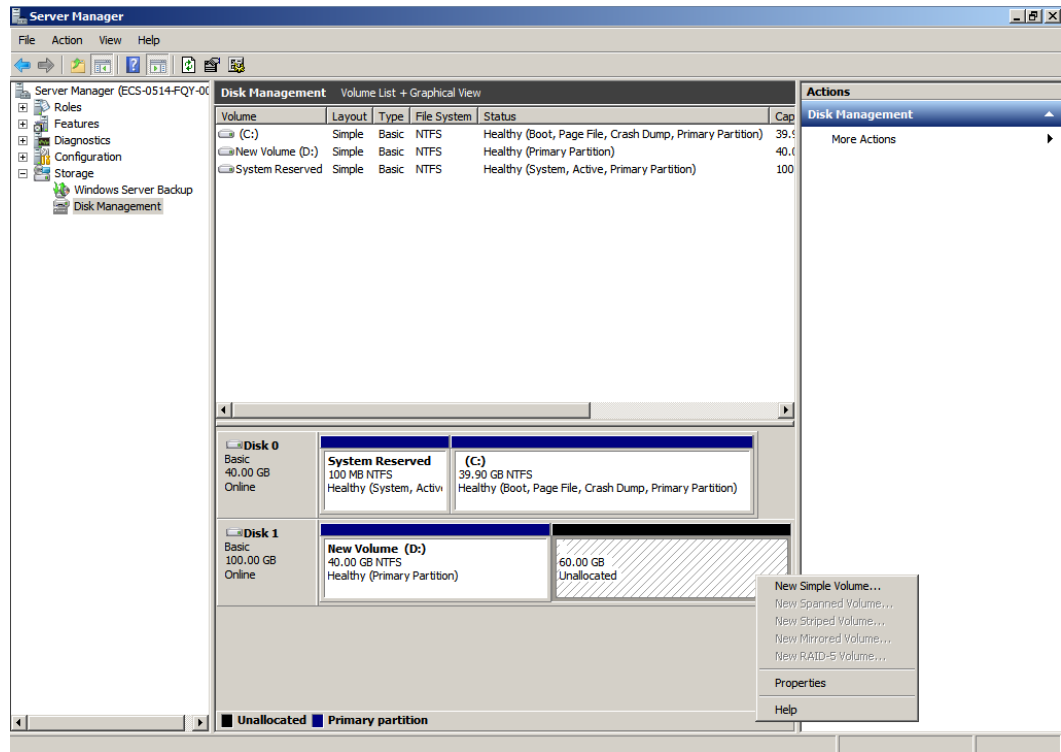 Server Manager
File Action View Help
Server Manager (ECS-0514-FQY-00
Roles
Features
Diagnostics
Configuration
Storage
Windows Server Backup
Disk Management
Disk Management Volume List + Graphical View
Volume Layout Type File System Status Cap
(C:) Simple Basic NTFS Healthy (Boot, Page File, Crash Dump, Primary Partition) 39.9
New Volume (D:) Simple Basic NTFS Healthy (Primary Partition) 40.0
System Reserved Simple Basic NTFS Healthy (System, Active, Primary Partition) 100
Disk 0
Basic
40.00 GB
Online
System Reserved
100 MB NTFS
Healthy (System, Activ
(C:)
39.90 GB NTFS
Healthy (Boot, Page File, Crash Dump, Primary Partition)
Disk 1
Basic
100.00 GB
Online
New Volume (D:)
40.00 GB NTFS
Healthy (Primary Partition)
60.00 GB
Unallocated
New Simple Volume...
New Spanned Volume...
New Striped Volume...
New Mirrored Volume...
New RAID-5 Volume...
Properties
Help
Unallocated Primary partition
Actions
Disk Management
More Actions